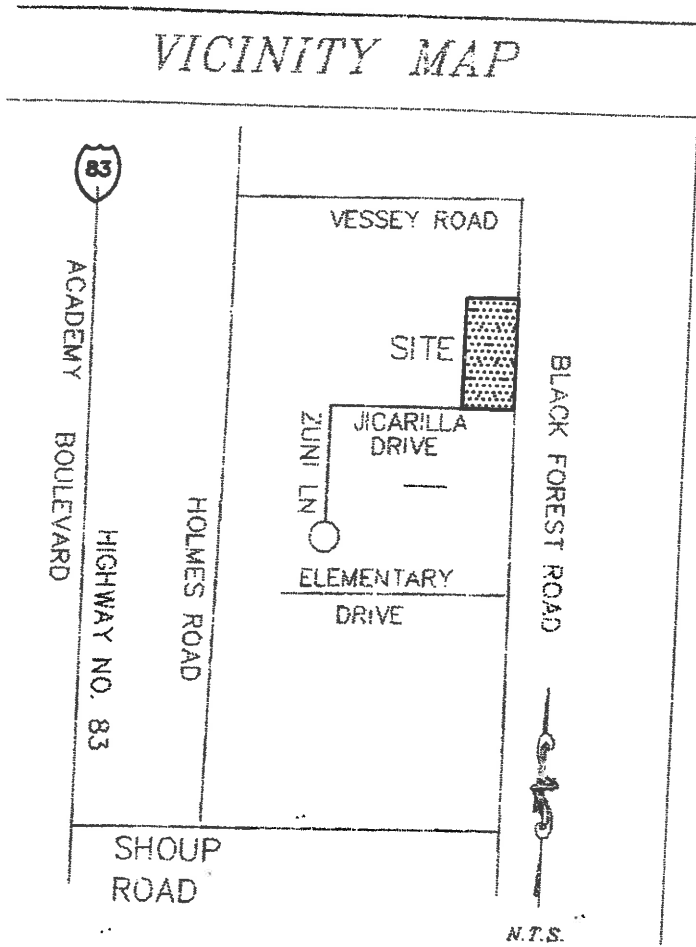 VICINITY MAP
83
VESSEY ROAD
ACADEMY BOULEVARD
SITE
BLACK FOREST ROAD
JICARILLA
DRIVE
ZUNI LN
HOLMES ROAD
HIGHWAY NO. 83
ELEMENTARY
DRIVE
SHOUP
ROAD
N.T.S.